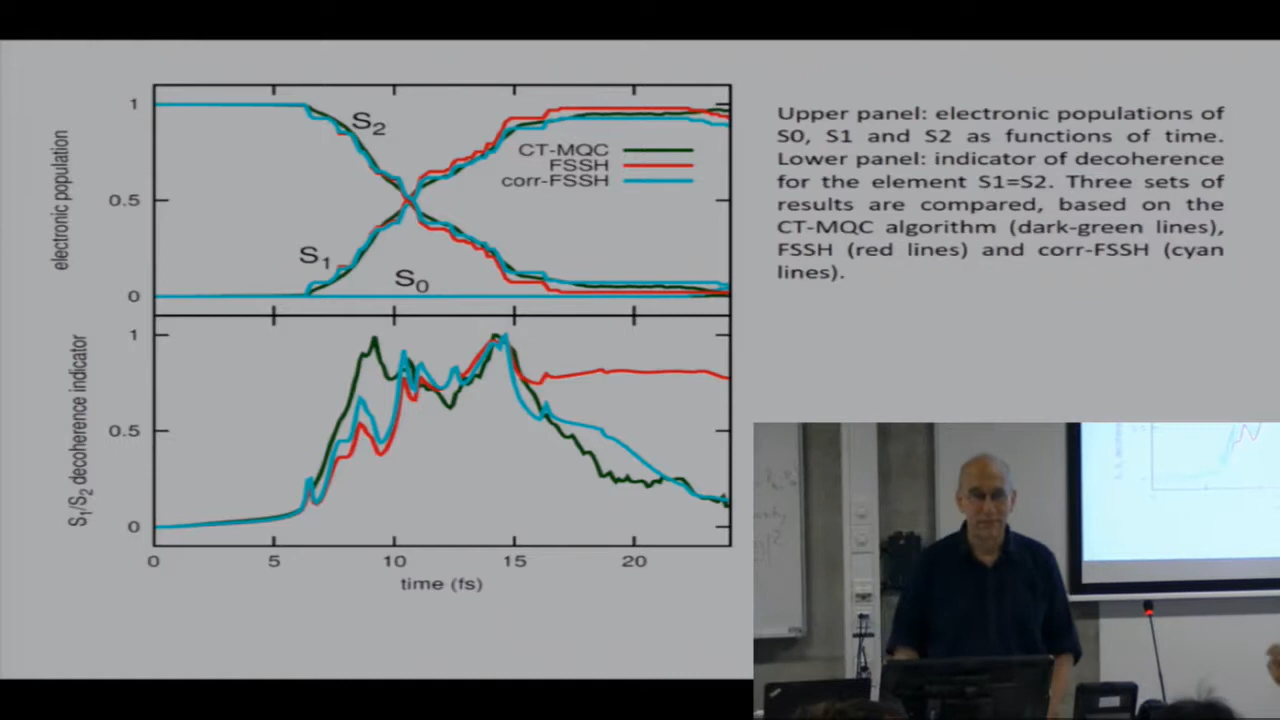 1
S2
CT-MQC
FSSH
corr-FSSH
electronic population
0.5
S1
S0
0
1
S1/S2 decoherence indicator
0.5
0
0 5 10 15 20
time (fs)
Upper panel: electronic populations of
S0, S1 and S2 as functions of time.
Lower panel: indicator of decoherence
for the element S1=S2. Three sets of
results are compared, based on the
CT-MQC algorithm (dark-green lines),
FSSH (red lines) and corr-FSSH (cyan
lines).